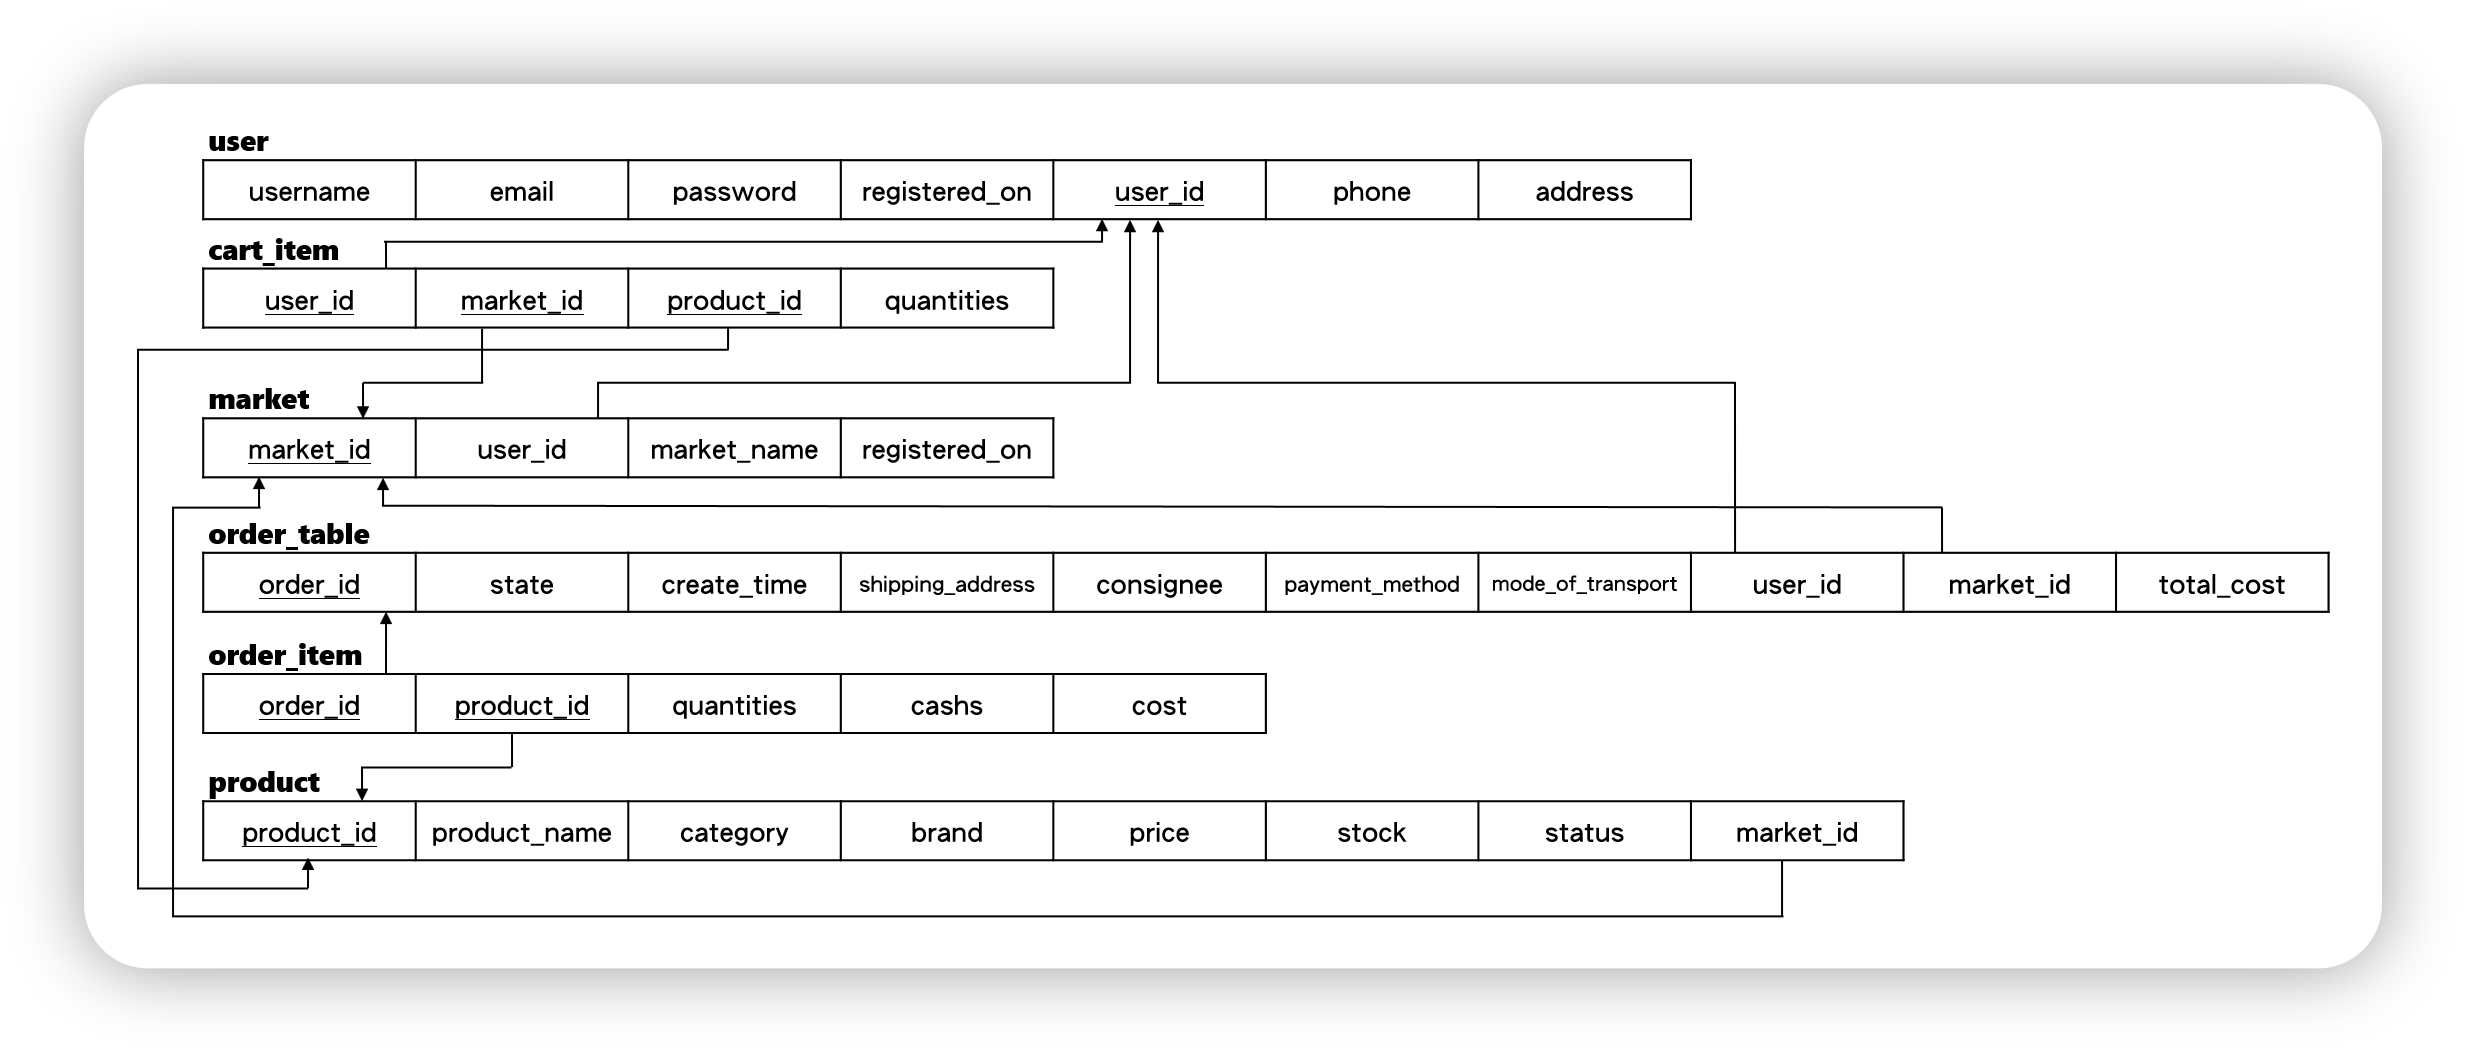 user
username email password registered_on user_id phone address
cart_item
user_id market_id product_id quantities
market
market_id user_id market_name registered_on
order_table
order_id state create_time shipping_address consignee payment_method mode_of_transport user_id market_id total_cost
order_item
order_id product_id quantities cashs cost
product
product_id product_name category brand price stock status market_id